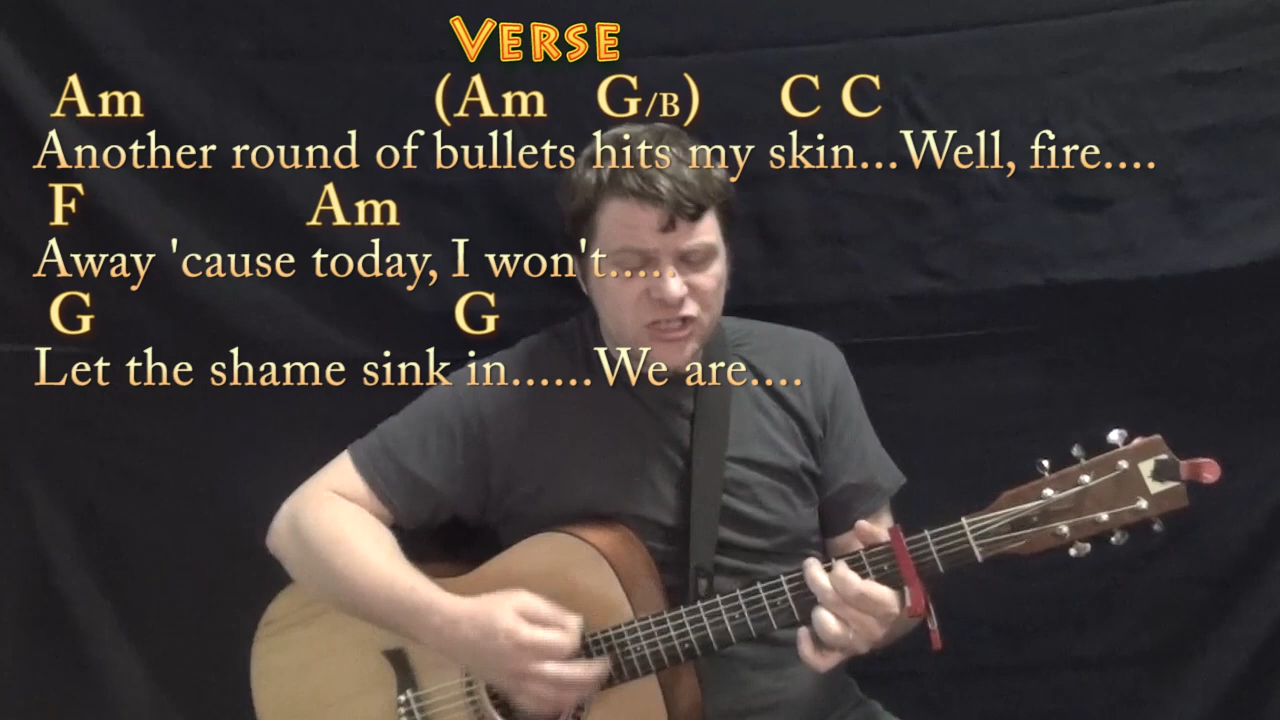 VERSE
Am (Am G/B) C C
Another round of bullets hits my skin...Well, fire....
F Am
Away 'cause today, I won't.....
G G
Let the shame sink in......We are....